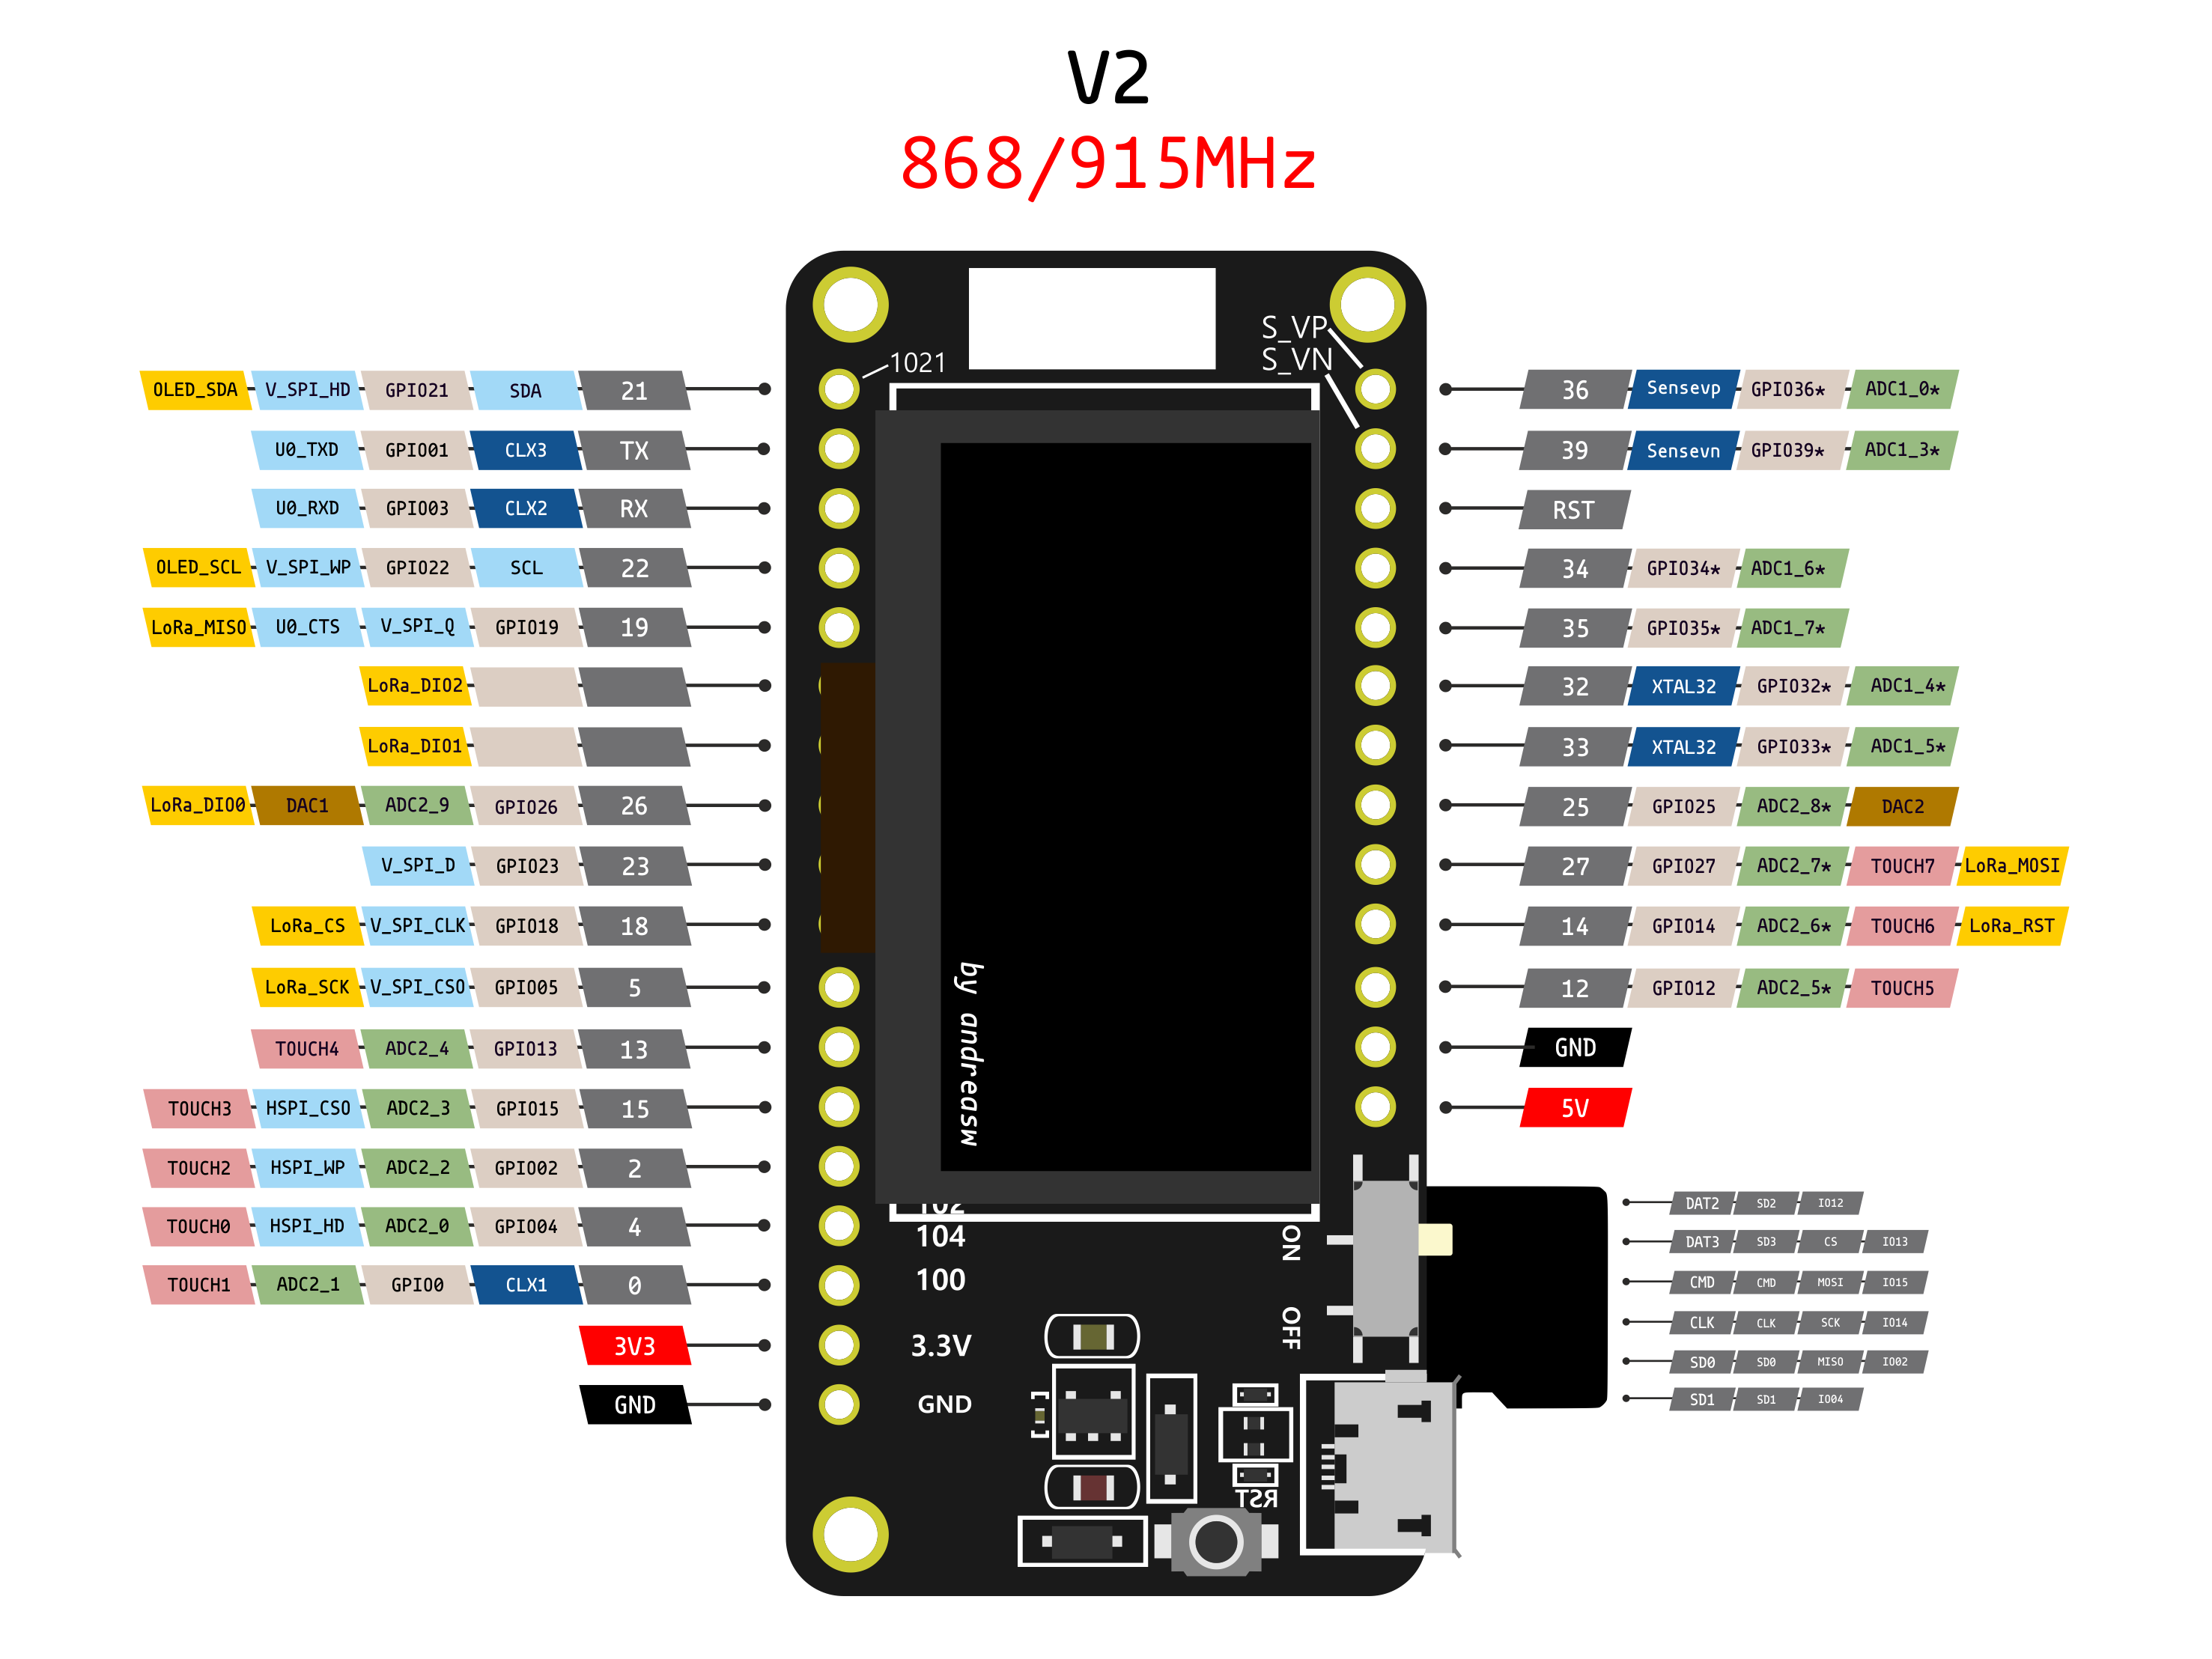 V2
868/915MHz
S_VP
S_VN
1021
OLED_SDA V_SPI_HD GPIO21 SDA 21
U0_TXD GPIO01 CLX3 TX
U0_RXD GPIO03 CLX2 RX
OLED_SCL V_SPI_WP GPIO22 SCL 22
LoRa_MISO U0_CTS V_SPI_Q GPIO19 19
LoRa_DIO2
LoRa_DIO1
LoRa_DIO0 DAC1 ADC2_9 GPIO26 26
V_SPI_D GPIO23 23
LoRa_CS V_SPI_CLK GPIO18 18
LoRa_SCK V_SPI_CSO GPIO05 5
TOUCH4 ADC2_4 GPIO13 13
TOUCH3 HSPI_CSO ADC2_3 GPIO15 15
TOUCH2 HSPI_WP ADC2_2 GPIO02 2
TOUCH0 HSPI_HD ADC2_0 GPIO04 4
TOUCH1 ADC2_1 GPIO0 CLX1 0
3V3
GND
by andreasw
102
104
100
3.3V
GND
ON
OFF
RST
36 Sensevp GPIO36* ADC1_0*
39 Sensevn GPIO39* ADC1_3*
RST
34 GPIO34* ADC1_6*
35 GPIO35* ADC1_7*
32 XTAL32 GPIO32* ADC1_4*
33 XTAL32 GPIO33* ADC1_5*
25 GPIO25 ADC2_8* DAC2
27 GPIO27 ADC2_7* TOUCH7 LoRa_MOSI
14 GPIO14 ADC2_6* TOUCH6 LoRa_RST
12 GPIO12 ADC2_5* TOUCH5
GND
5V
DAT2 SD2 IO12
DAT3 SD3 CS IO13
CMD CMD MOSI IO15
CLK CLK SCK IO14
SD0 SD0 MISO IO02
SD1 SD1 IO04